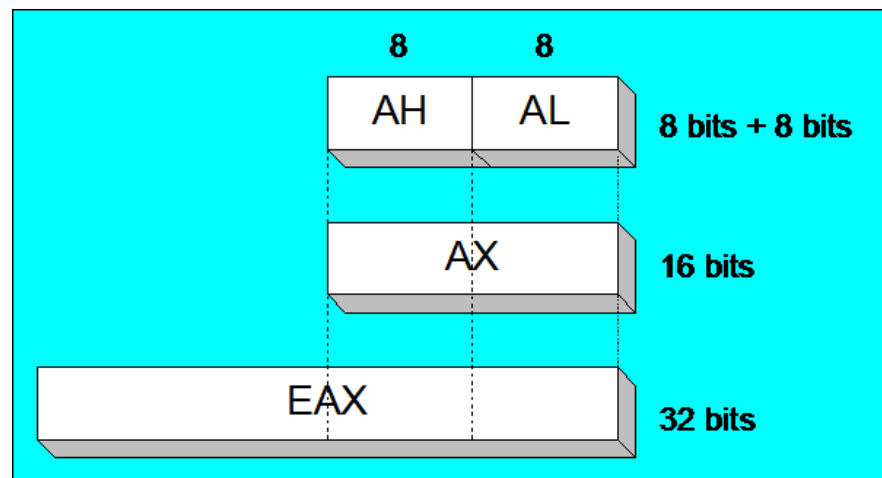 8 8
AH AL
8 bits + 8 bits
AX
16 bits
EAX
32 bits